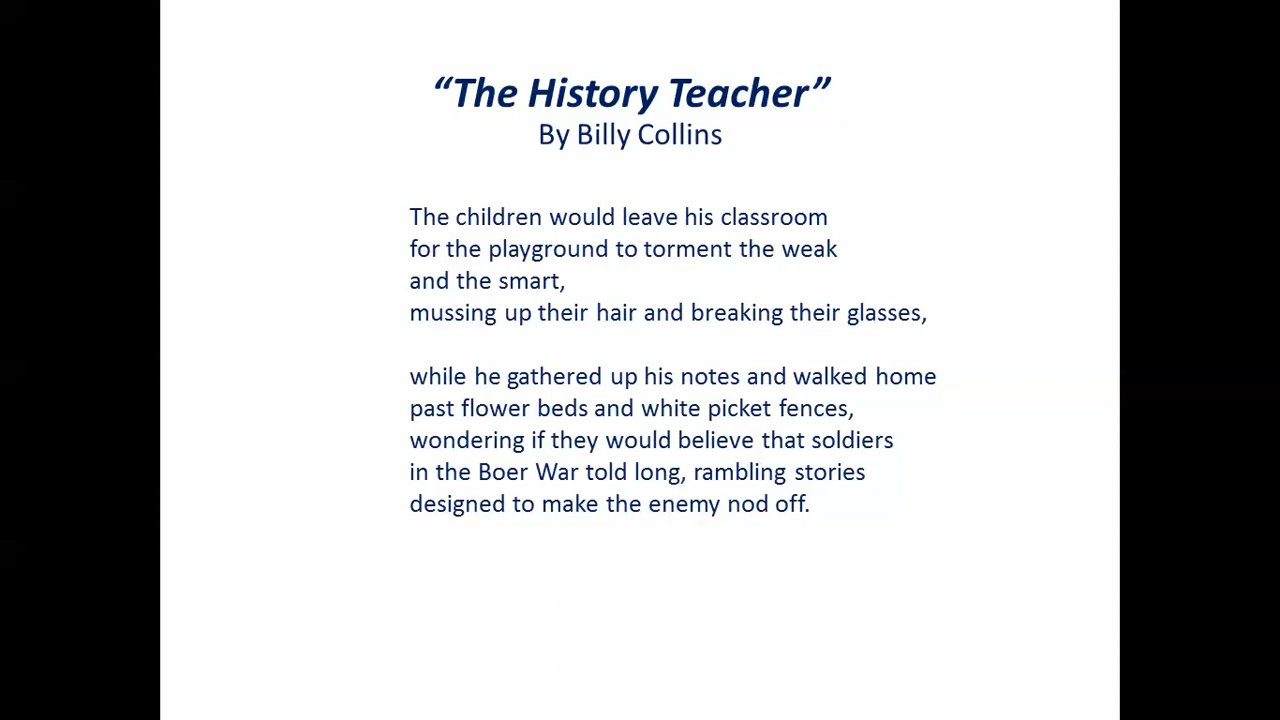 “The History Teacher”
By Billy Collins
The children would leave his classroom
for the playground to torment the weak
and the smart,
mussing up their hair and breaking their glasses,
while he gathered up his notes and walked home
past flower beds and white picket fences,
wondering if they would believe that soldiers
in the Boer War told long, rambling stories
designed to make the enemy nod off.